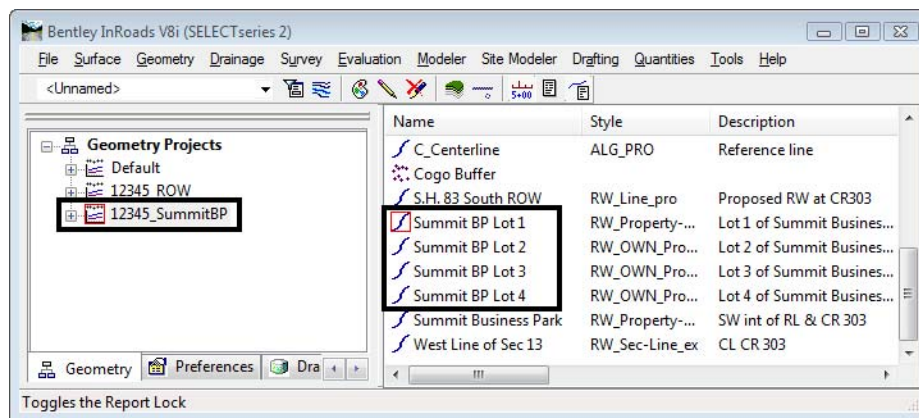 Bentley InRoads V8i (SELECTseries 2)
File Surface Geometry Drainage Survey Evaluation Modeler Site Modeler Drafting Quantities Tools Help
<Unnamed>
5+00
Name Style Description
Geometry Projects
Default
12345_ROW
12345_SummitBP
C_Centerline ALG_PRO Reference line
Cogo Buffer
S.H. 83 South ROW RW_Line_pro Proposed RW at CR303
Summit BP Lot 1 RW_Property-... Lot 1 of Summit Busines...
Summit BP Lot 2 RW_OWN_Pro... Lot 2 of Summit Busines...
Summit BP Lot 3 RW_OWN_Pro... Lot 3 of Summit Busines...
Summit BP Lot 4 RW_OWN_Pro... Lot 4 of Summit Busines...
Summit Business Park RW_Property-... SW int of RL & CR 303
West Line of Sec 13 RW_Sec-Line_ex CL CR 303
Geometry Preferences Dra
Toggles the Report Lock